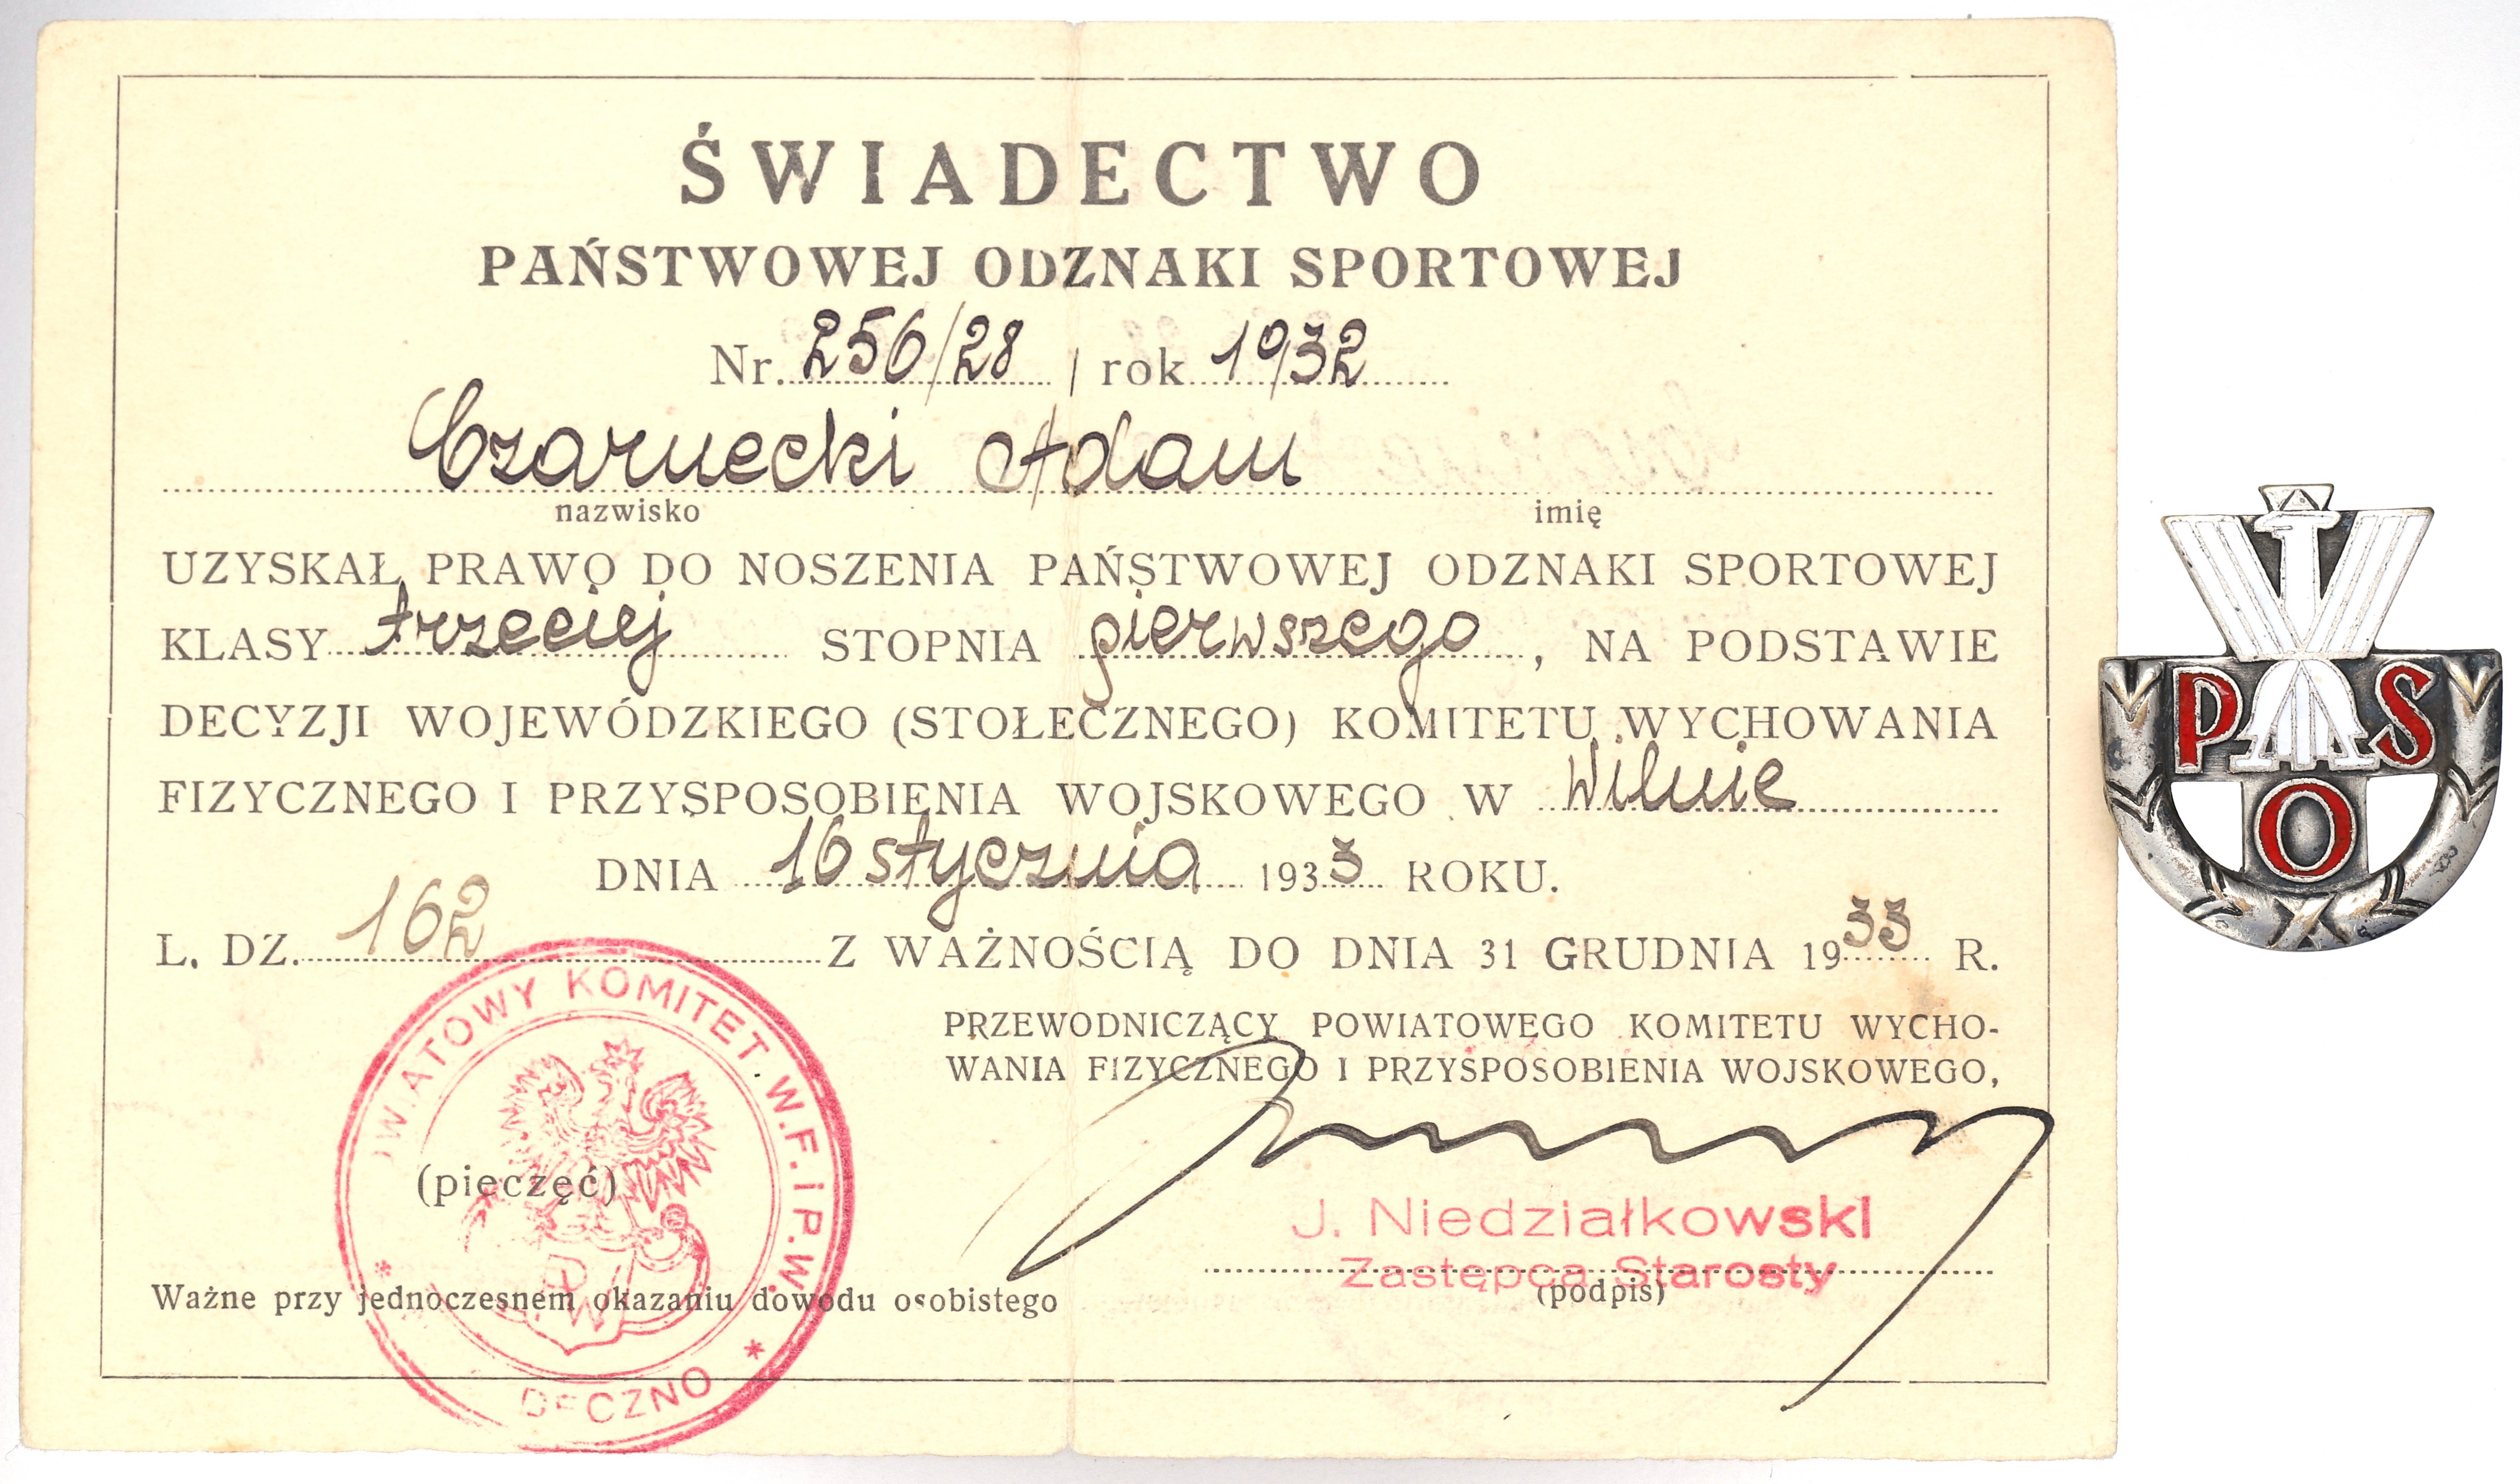 ŚWIADECTWO
PAŃSTWOWEJ ODZNAKI SPORTOWEJ
Nr. 256/28 / rok 1932
Czarnecki Adam
nazwisko imię
UZYSKAŁ PRAWO DO NOSZENIA PAŃSTWOWEJ ODZNAKI SPORTOWEJ
KLASY trzeciej STOPNIA pierwszego, NA PODSTAWIE
DECYZJI WOJEWÓDZKIEGO (STOŁECZNEGO) KOMITETU WYCHOWANIA
FIZYCZNEGO I PRZYSPOSOBIENIA WOJSKOWEGO W Wilnie
DNIA 16 stycznia 1933 ROKU.
L. DZ. 162 Z WAŻNOŚCIĄ DO DNIA 31 GRUDNIA 1933 R.
PRZEWODNICZĄCY POWIATOWEGO KOMITETU WYCHO-
WANIA FIZYCZNEGO I PRZYSPOSOBIENIA WOJSKOWEGO,
OWIATOWY KOMITET W.F. i P.W.
(pieczęć)
J. Niedziałkowski
Zastępca Starosty
(podpis)
Ważne przy jednoczesnem okazaniu dowodu osobistego
P S
O